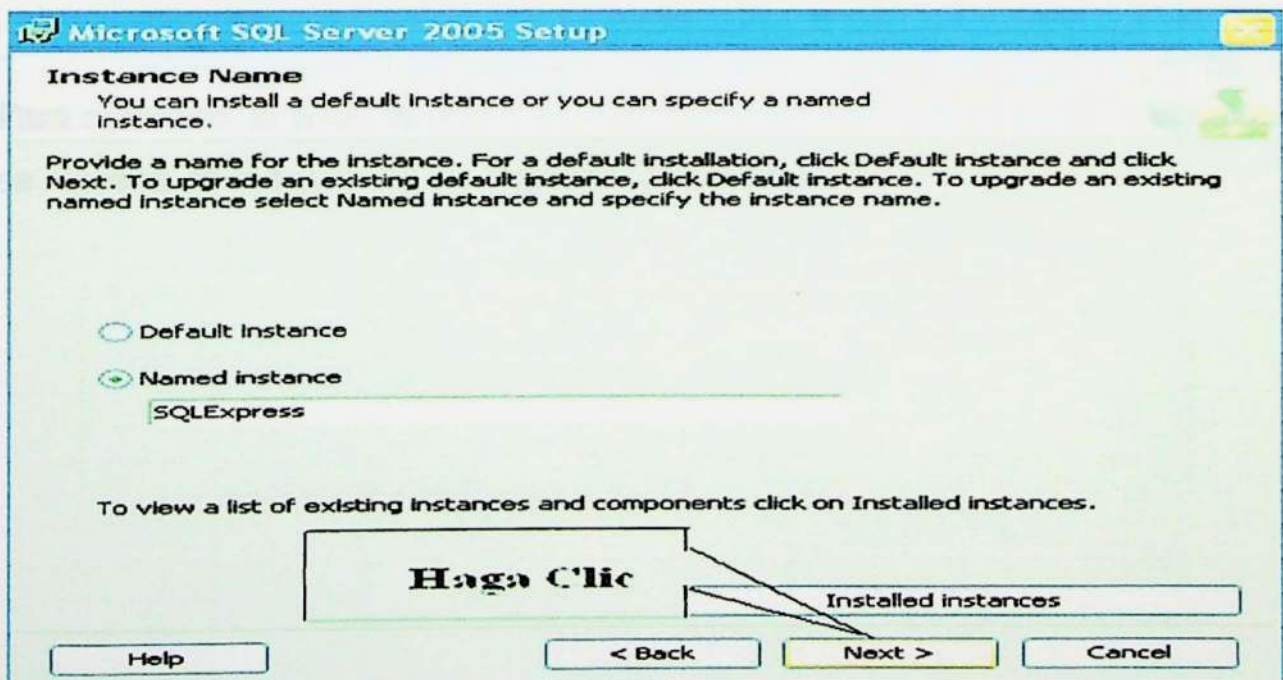 Microsoft SQL Server 2005 Setup
Instance Name
You can install a default instance or you can specify a named
instance.
Provide a name for the instance. For a default installation, click Default instance and click
Next. To upgrade an existing default instance, click Default instance. To upgrade an existing
named instance select Named instance and specify the instance name.
Default instance
Named instance
SQLExpress
To view a list of existing instances and components click on Installed instances.
Haga Clic
Installed instances
Help
< Back
Next >
Cancel